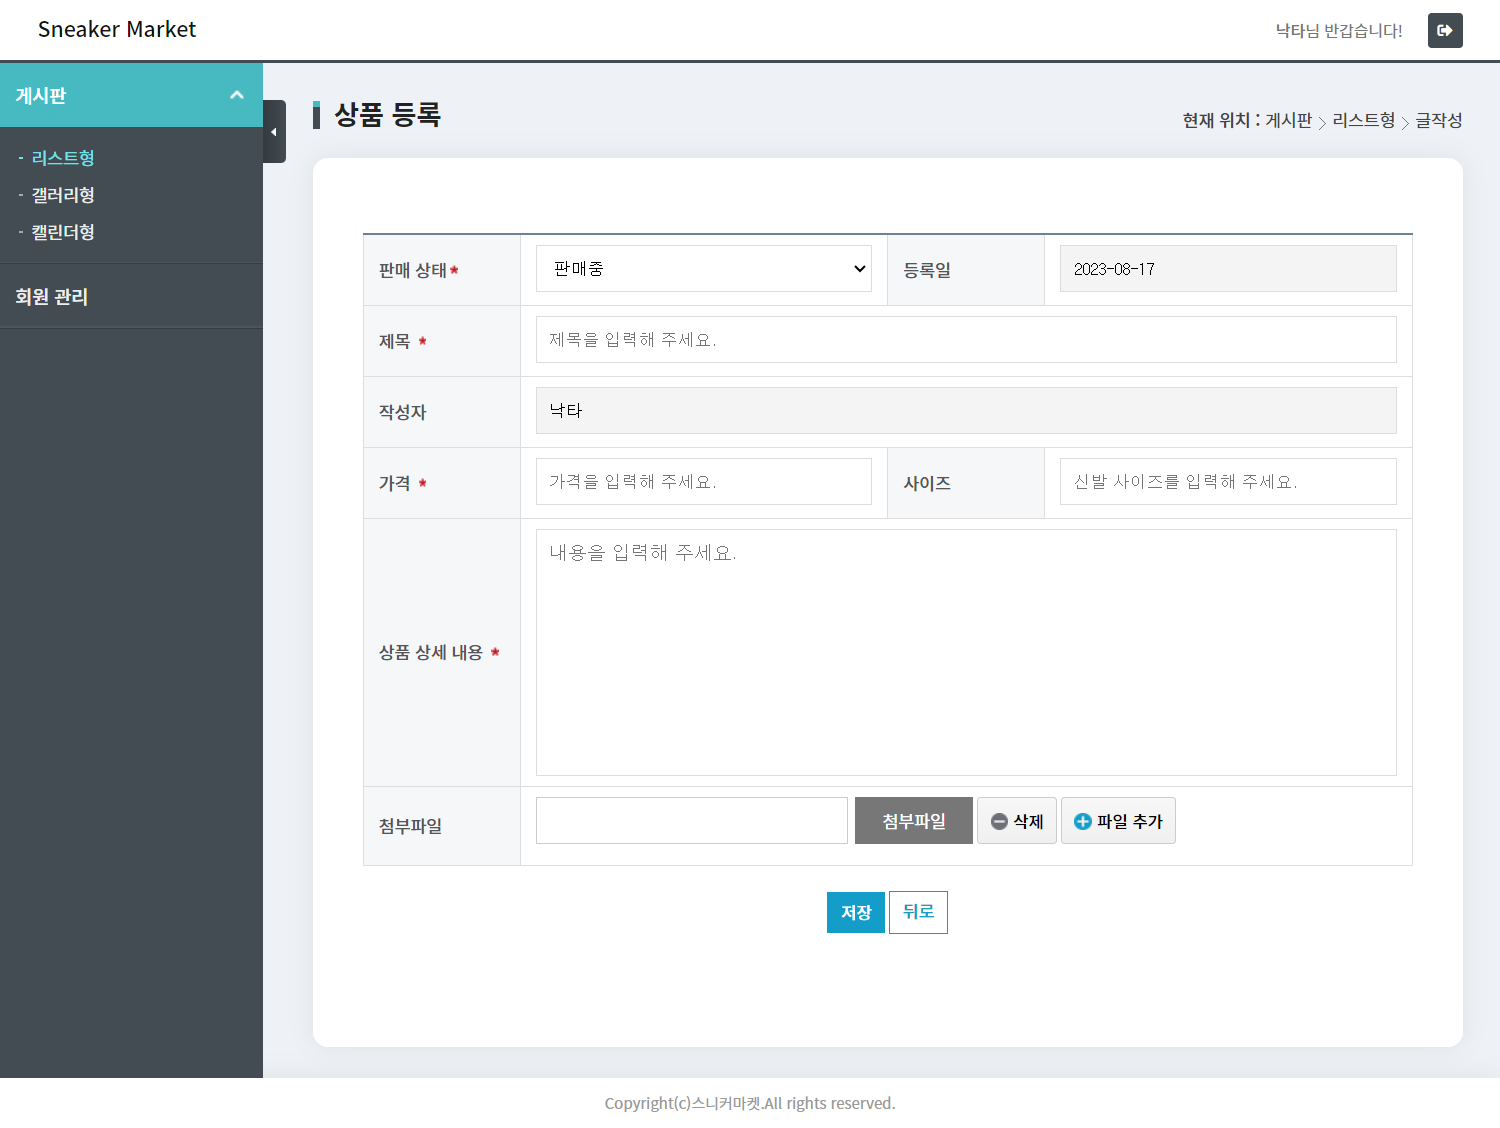 Sneaker Market
낙타님 반갑습니다!
게시판
- 리스트형
- 갤러리형
- 캘린더형
회원 관리
상품 등록
현재 위치 : 게시판 > 리스트형 > 글작성
판매 상태*
판매중
등록일
2023-08-17
제목 *
제목을 입력해 주세요.
작성자
낙타
가격 *
가격을 입력해 주세요.
사이즈
신발 사이즈를 입력해 주세요.
상품 상세 내용 *
내용을 입력해 주세요.
첨부파일
첨부파일
삭제
파일 추가
저장
뒤로
Copyright(c)스니커마켓.All rights reserved.